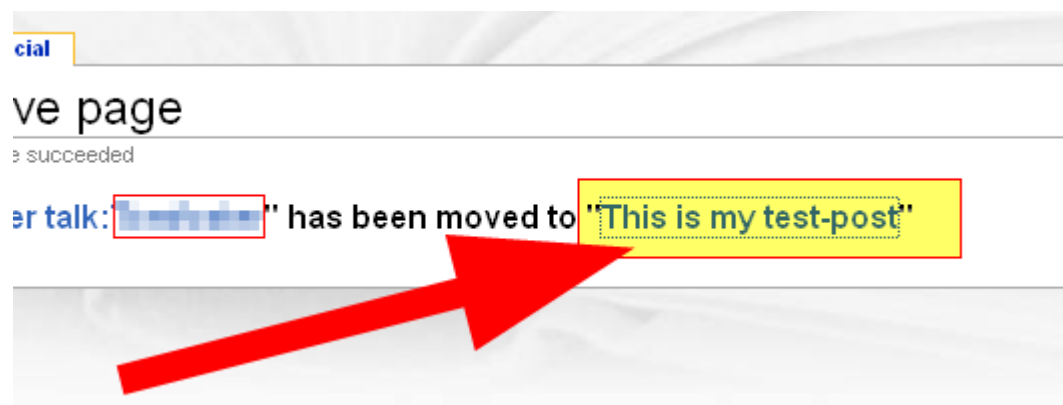 cial
ve page
e succeeded
er talk: " has been moved to "This is my test-post"